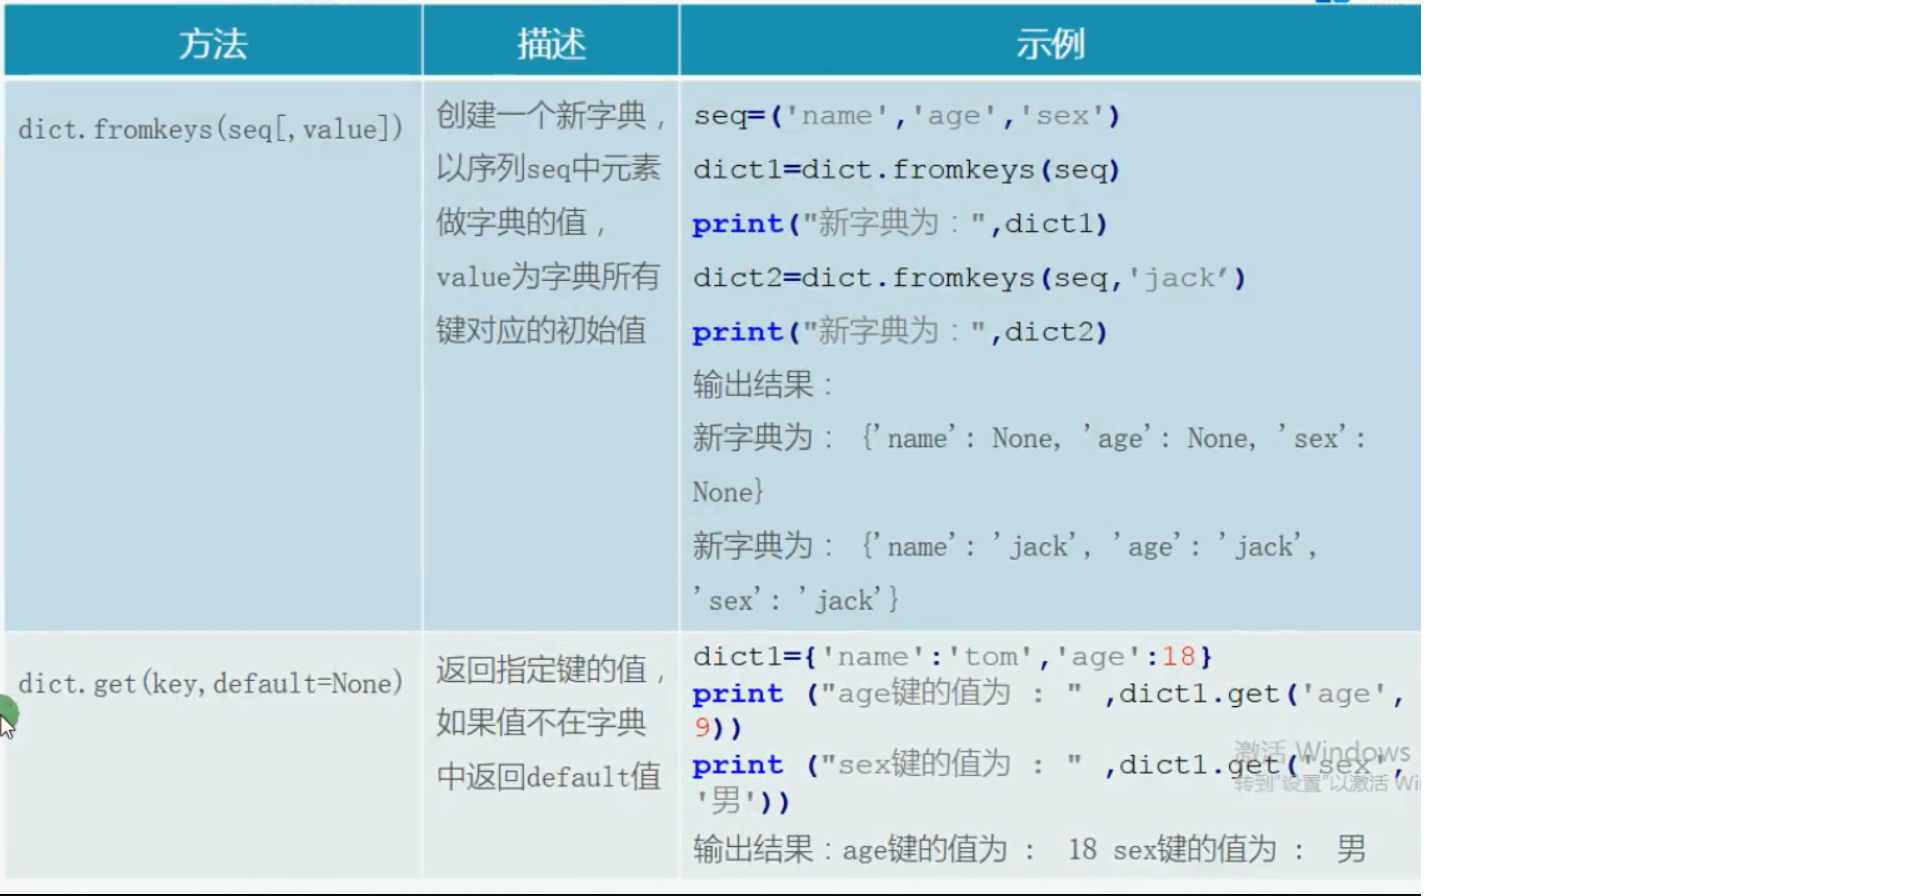 方法 描述 示例
dict.fromkeys(seq[,value])
创建一个新字典，
以序列seq中元素
做字典的值，
value为字典所有
键对应的初始值
seq=('name','age','sex')
dict1=dict.fromkeys(seq)
print("新字典为：",dict1)
dict2=dict.fromkeys(seq,'jack’)
print("新字典为：",dict2)
输出结果：
新字典为： {'name': None, 'age': None, 'sex':
None}
新字典为： {'name': 'jack', 'age': 'jack',
'sex': 'jack'}
dict.get(key,default=None)
返回指定键的值，
如果值不在字典
中返回default值
dict1={'name':'tom','age':18}
print ("age键的值为 : " ,dict1.get('age',
9))
print ("sex键的值为 : " ,dict1.get('sex',
'男'))
输出结果：age键的值为 : 18 sex键的值为 : 男
激活 Windows
转到"设置"以激活 Wi